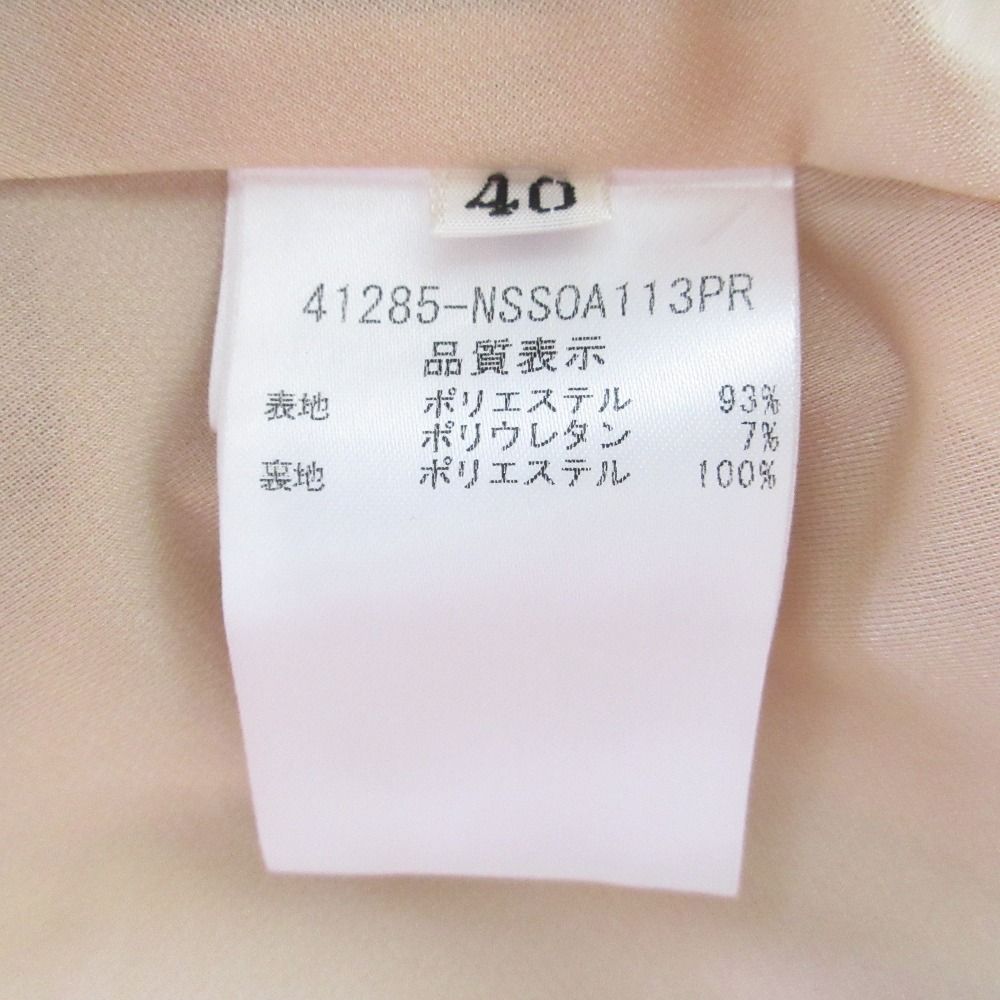 40
41285-NSSOA113PR
品質表示
表地 ポリエステル 93%
ポリウレタン 7%
裏地 ポリエステル 100%